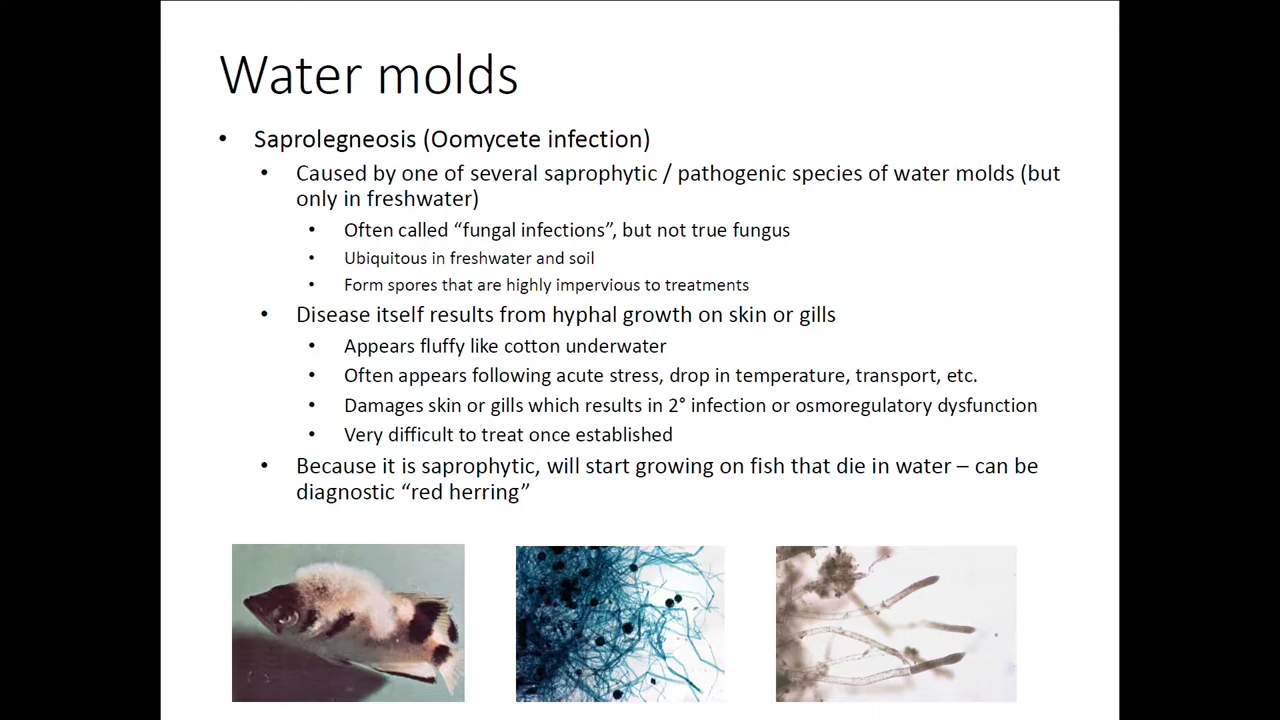 Water molds
• Saprolegneosis (Oomycete infection)
• Caused by one of several saprophytic / pathogenic species of water molds (but
only in freshwater)
• Often called “fungal infections”, but not true fungus
• Ubiquitous in freshwater and soil
• Form spores that are highly impervious to treatments
• Disease itself results from hyphal growth on skin or gills
• Appears fluffy like cotton underwater
• Often appears following acute stress, drop in temperature, transport, etc.
• Damages skin or gills which results in 2° infection or osmoregulatory dysfunction
• Very difficult to treat once established
• Because it is saprophytic, will start growing on fish that die in water – can be
diagnostic “red herring”